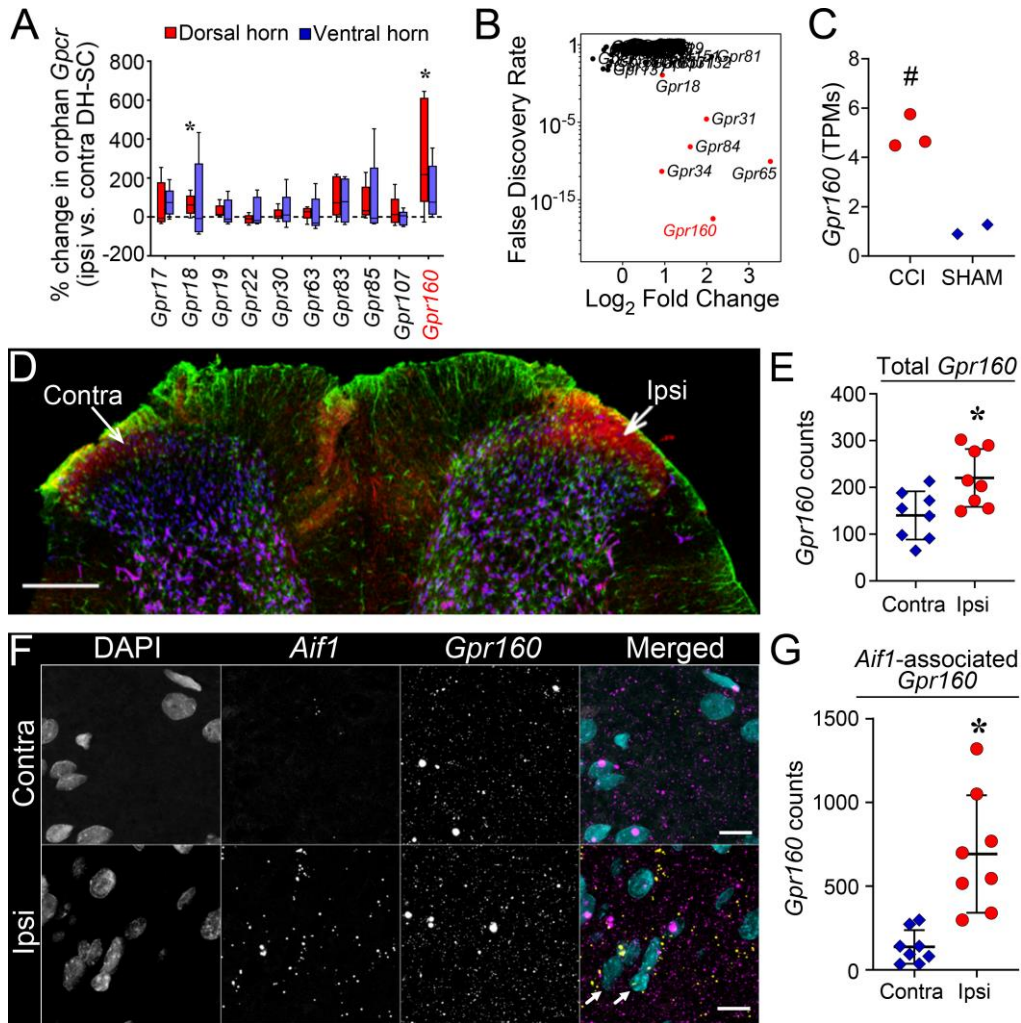 A
Dorsal horn Ventral horn
% change in orphan Gpcr
(ipsi vs. contra DH-SC)
800
600
400
200
0
-200
*
*
Gpr17
Gpr18
Gpr19
Gpr22
Gpr30
Gpr63
Gpr83
Gpr85
Gpr107
Gpr160
B
False Discovery Rate
1
10-5
10-15
Gpr81
Gpr18
Gpr31
Gpr84
Gpr34
Gpr65
Gpr160
0 1 2 3
Log2 Fold Change
C
Gpr160 (TPMs)
8
6
4
2
0
#
CCI SHAM
D
Contra
Ipsi
E
Total Gpr160
Gpr160 counts
400
300
200
100
0
*
Contra Ipsi
F
DAPI Aif1 Gpr160 Merged
Contra
Ipsi
G
Aif1-associated
Gpr160
Gpr160 counts
1500
1000
500
0
*
Contra Ipsi